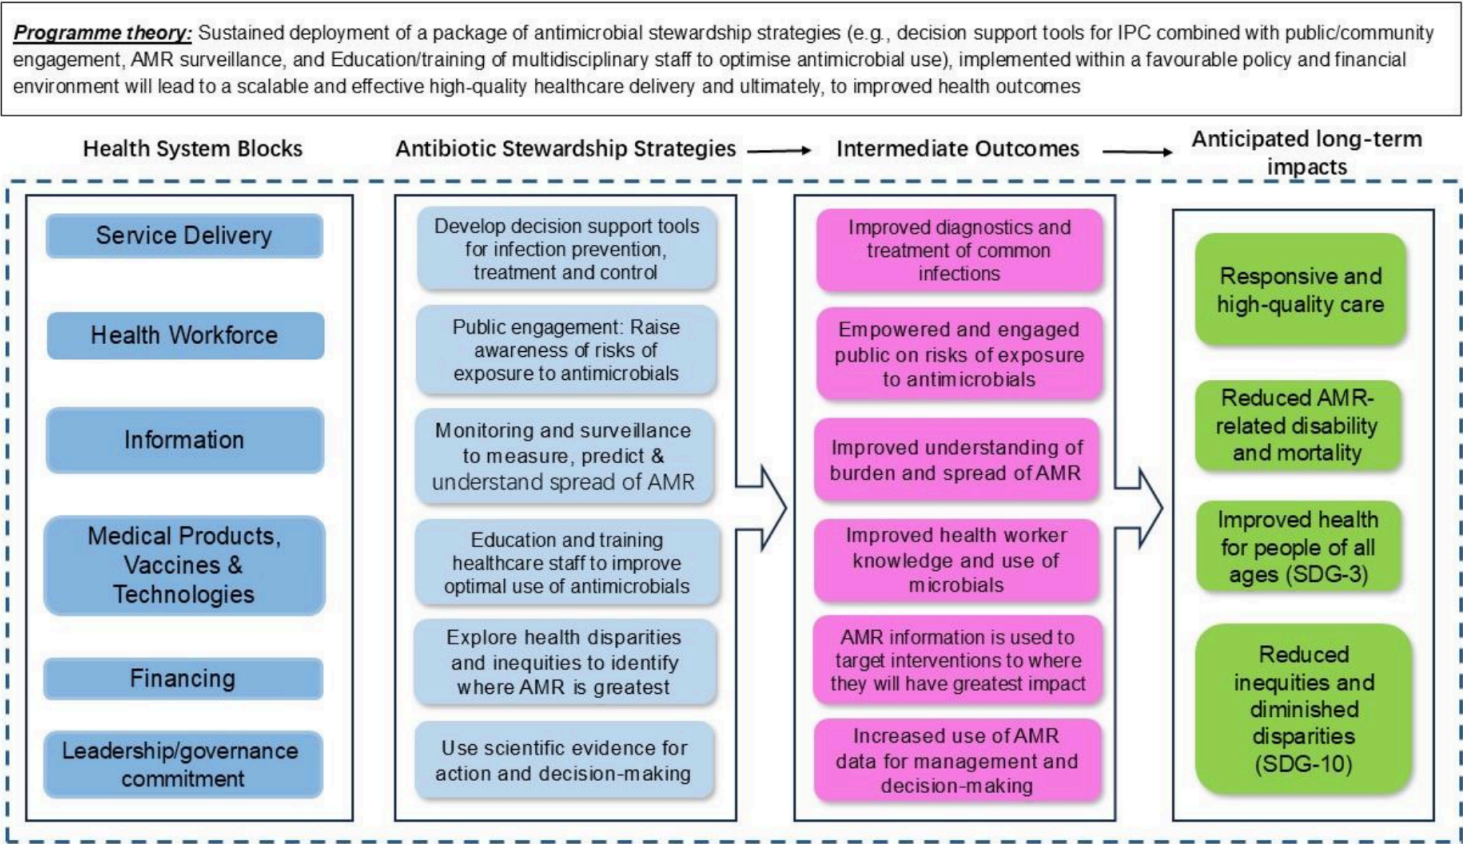 Programme theory: Sustained deployment of a package of antimicrobial stewardship strategies (e.g., decision support tools for IPC combined with public/community
engagement, AMR surveillance, and Education/training of multidisciplinary staff to optimise antimicrobial use), implemented within a favourable policy and financial
environment will lead to a scalable and effective high-quality healthcare delivery and ultimately, to improved health outcomes
Health System Blocks
Antibiotic Stewardship Strategies
Intermediate Outcomes
Anticipated long-term
impacts
Service Delivery
Health Workforce
Information
Medical Products,
Vaccines &
Technologies
Financing
Leadership/governance
commitment
Develop decision support tools
for infection prevention,
treatment and control
Public engagement: Raise
awareness of risks of
exposure to antimicrobials
Monitoring and surveillance
to measure, predict &
understand spread of AMR
Education and training
healthcare staff to improve
optimal use of antimicrobials
Explore health disparities
and inequities to identify
where AMR is greatest
Use scientific evidence for
action and decision-making
Improved diagnostics and
treatment of common
infections
Empowered and engaged
public on risks of exposure
to antimicrobials
Improved understanding of
burden and spread of AMR
Improved health worker
knowledge and use of
microbials
AMR information is used to
target interventions to where
they will have greatest impact
Increased use of AMR
data for management and
decision-making
Responsive and
high-quality care
Reduced AMR-
related disability
and mortality
Improved health
for people of all
ages (SDG-3)
Reduced
inequities and
diminished
disparities
(SDG-10)